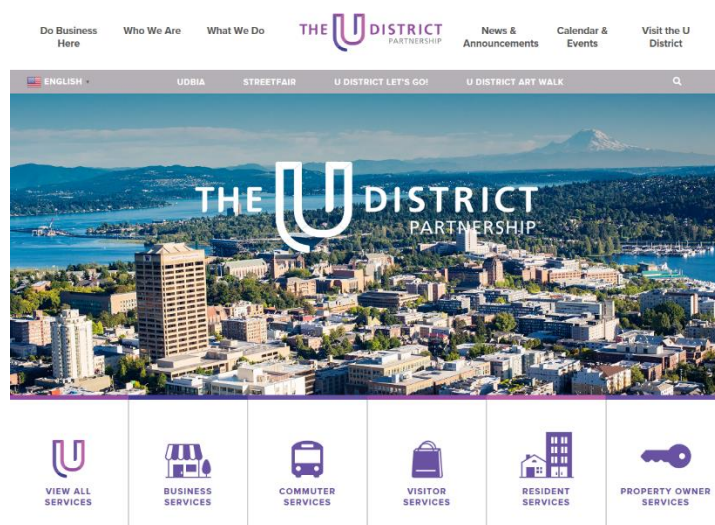 Do Business
Here
Who We Are
What We Do
THE U DISTRICT
PARTNERSHIP
News &
Announcements
Calendar &
Events
Visit the U
District
ENGLISH
UDBIA
STREETFAIR
U DISTRICT LET'S GO!
U DISTRICT ART WALK
THE U DISTRICT
PARTNERSHIP
VIEW ALL
SERVICES
BUSINESS
SERVICES
COMMUTER
SERVICES
VISITOR
SERVICES
RESIDENT
SERVICES
PROPERTY OWNER
SERVICES